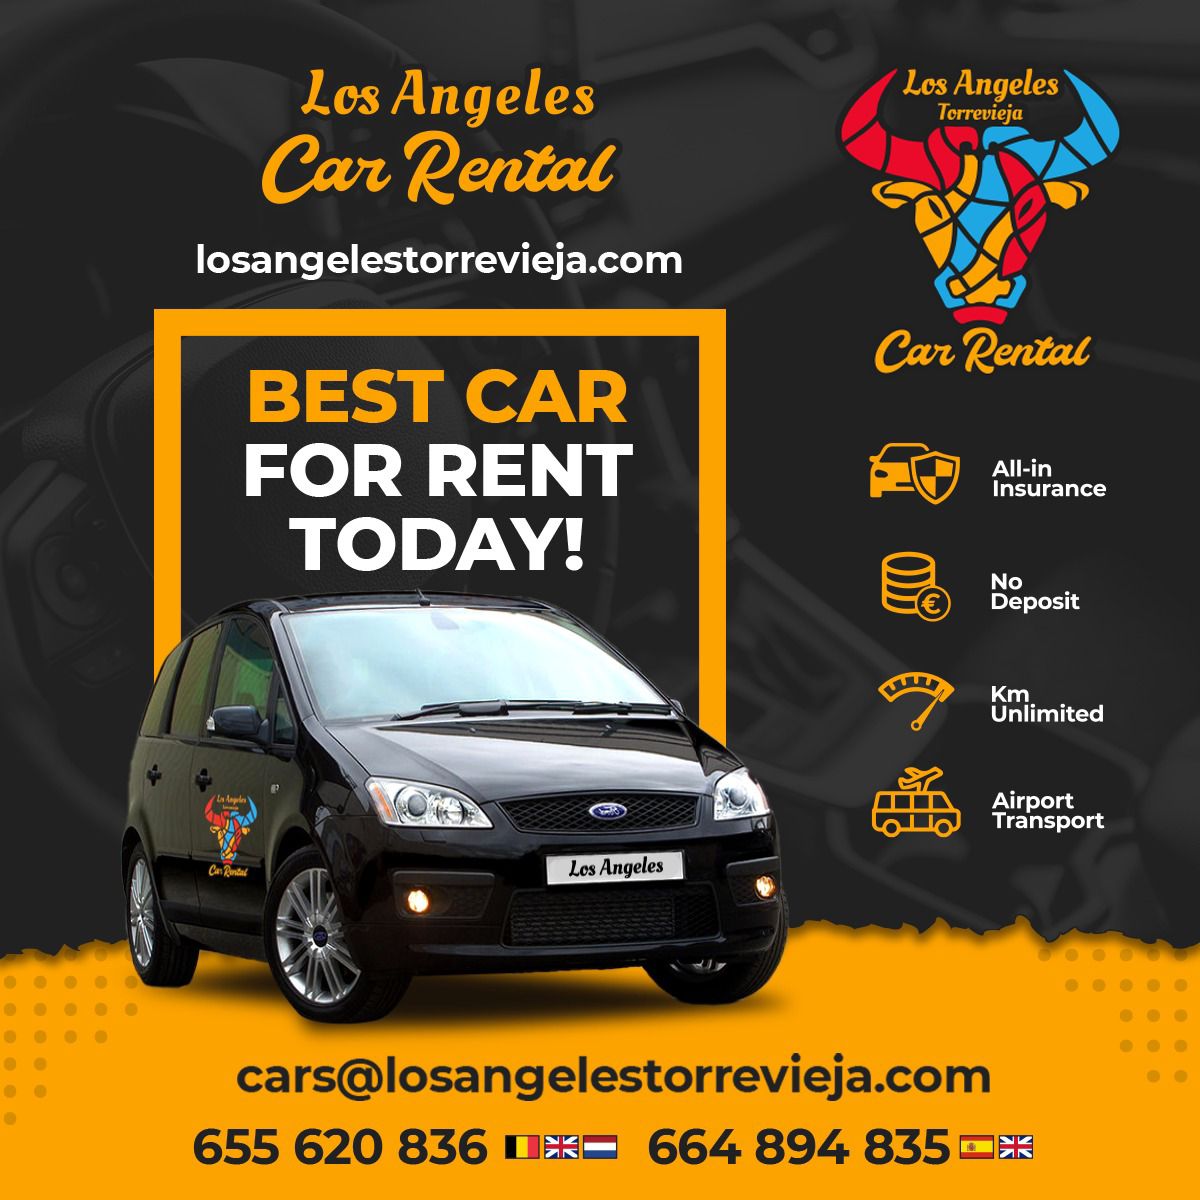 Los Angeles
Car Rental
losangelestorrevieja.com
Los Angeles
Torrevieja
Car Rental
BEST CAR
FOR RENT
TODAY!
All-in
Insurance
No
Deposit
€
Km
Unlimited
Airport
Transport
Los Angeles
Torrevieja
Car Rental
Ford
Los Angeles
cars@losangelestorrevieja.com
655 620 836
664 894 835